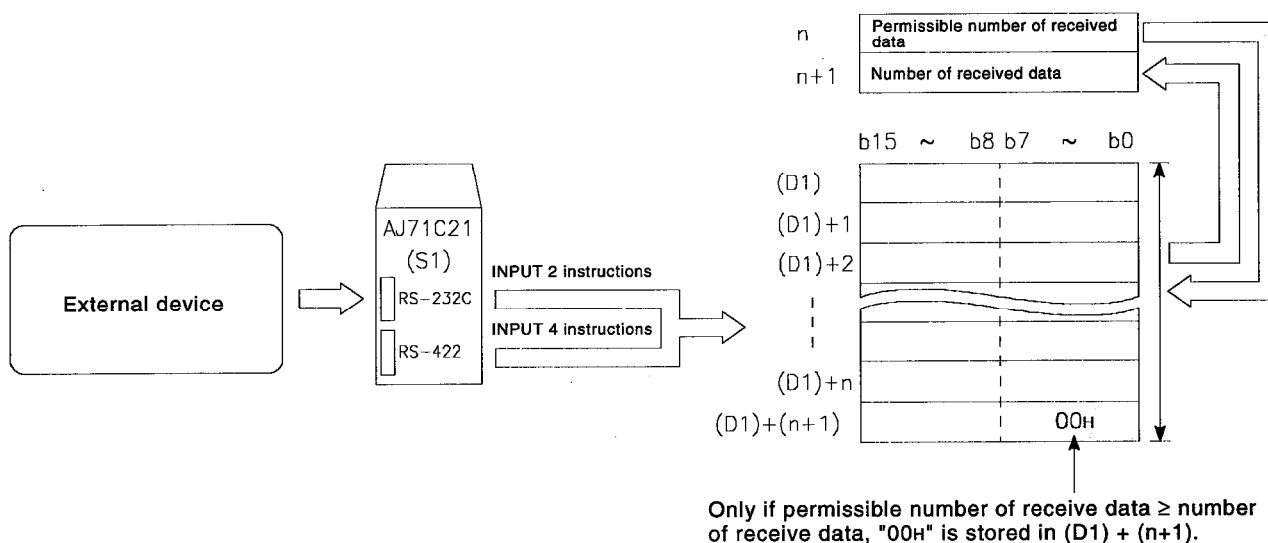 n
Permissible number of received
data
n+1
Number of received data
b15 ~ b8 b7 ~ b0
(D1)
(D1)+1
(D1)+2
(D1)+n
(D1)+(n+1)
00H
External device
AJ71C21
(S1)
RS-232C
RS-422
INPUT 2 instructions
INPUT 4 instructions
Only if permissible number of receive data ≥ number
of receive data, "00H" is stored in (D1) + (n+1).